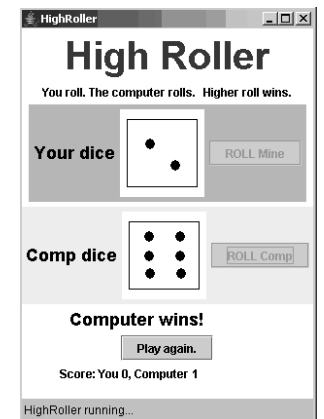 HighRoller
High Roller
You roll. The computer rolls. Higher roll wins.
Your dice
ROLL Mine
Comp dice
ROLL Comp
Computer wins!
Play again.
Score: You 0, Computer 1
HighRoller running...